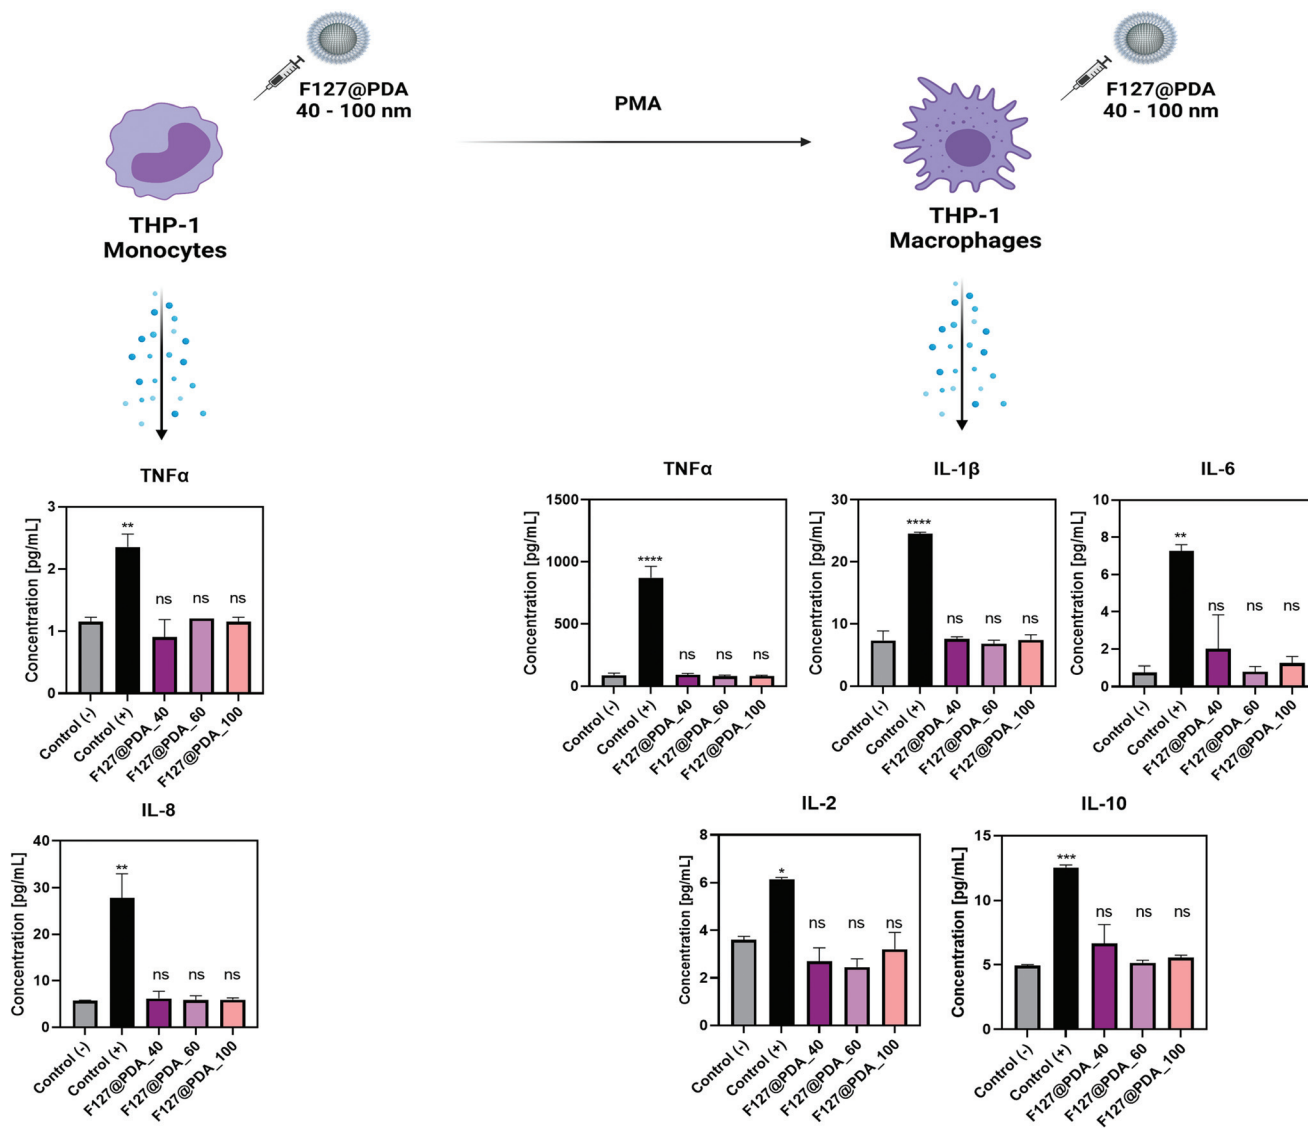 F127@PDA
40 - 100 nm
PMA
F127@PDA
40 - 100 nm
THP-1
Monocytes
THP-1
Macrophages
TNFα
Concentration [pg/mL]
3
2
1
0
**
ns
ns
ns
Control (-)
Control (+)
F127@PDA_40
F127@PDA_60
F127@PDA_100
TNFα
Concentration [pg/mL]
1500
1000
500
0
****
ns
ns
ns
Control (-)
Control (+)
F127@PDA_40
F127@PDA_60
F127@PDA_100
IL-1β
Concentration [pg/mL]
30
20
10
0
****
ns
ns
ns
Control (-)
Control (+)
F127@PDA_40
F127@PDA_60
F127@PDA_100
IL-6
Concentration [pg/mL]
10
8
6
4
2
0
**
ns
ns
ns
Control (-)
Control (+)
F127@PDA_40
F127@PDA_60
F127@PDA_100
IL-8
Concentration [pg/mL]
40
30
20
10
0
**
ns
ns
ns
Control (-)
Control (+)
F127@PDA_40
F127@PDA_60
F127@PDA_100
IL-2
Concentration [pg/mL]
8
6
4
2
0
*
ns
ns
ns
Control (-)
Control (+)
F127@PDA_40
F127@PDA_60
F127@PDA_100
IL-10
Concentration [pg/mL]
15
10
5
0
***
ns
ns
ns
Control (-)
Control (+)
F127@PDA_40
F127@PDA_60
F127@PDA_100